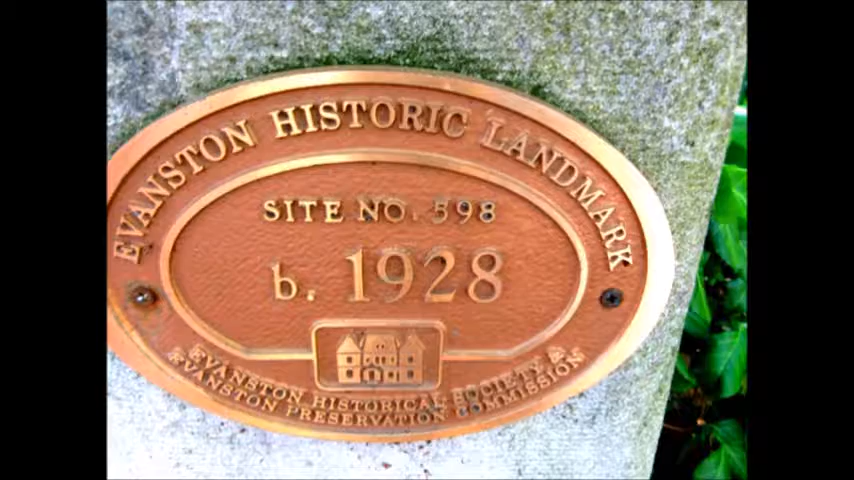 EVANSTON HISTORIC LANDMARK
SITE NO. 598
b. 1928
EVANSTON HISTORICAL SOCIETY &
EVANSTON PRESERVATION COMMISSION